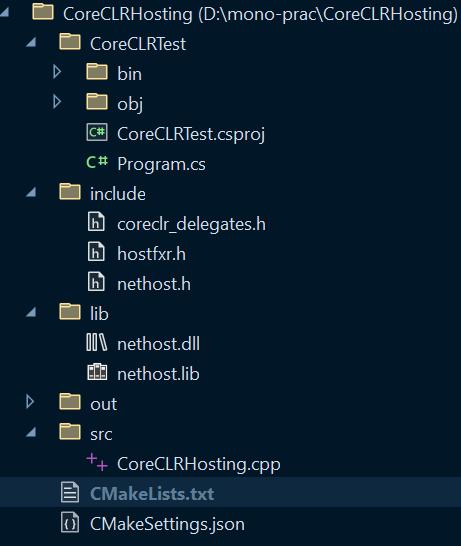 CoreCLRHosting (D:\mono-prac\CoreCLRHosting)
CoreCLRTest
bin
obj
C# CoreCLRTest.csproj
C# Program.cs
include
h coreclr_delegates.h
h hostfxr.h
h nethost.h
lib
nethost.dll
nethost.lib
out
src
CoreCLRHosting.cpp
CMakeLists.txt
CMakeSettings.json